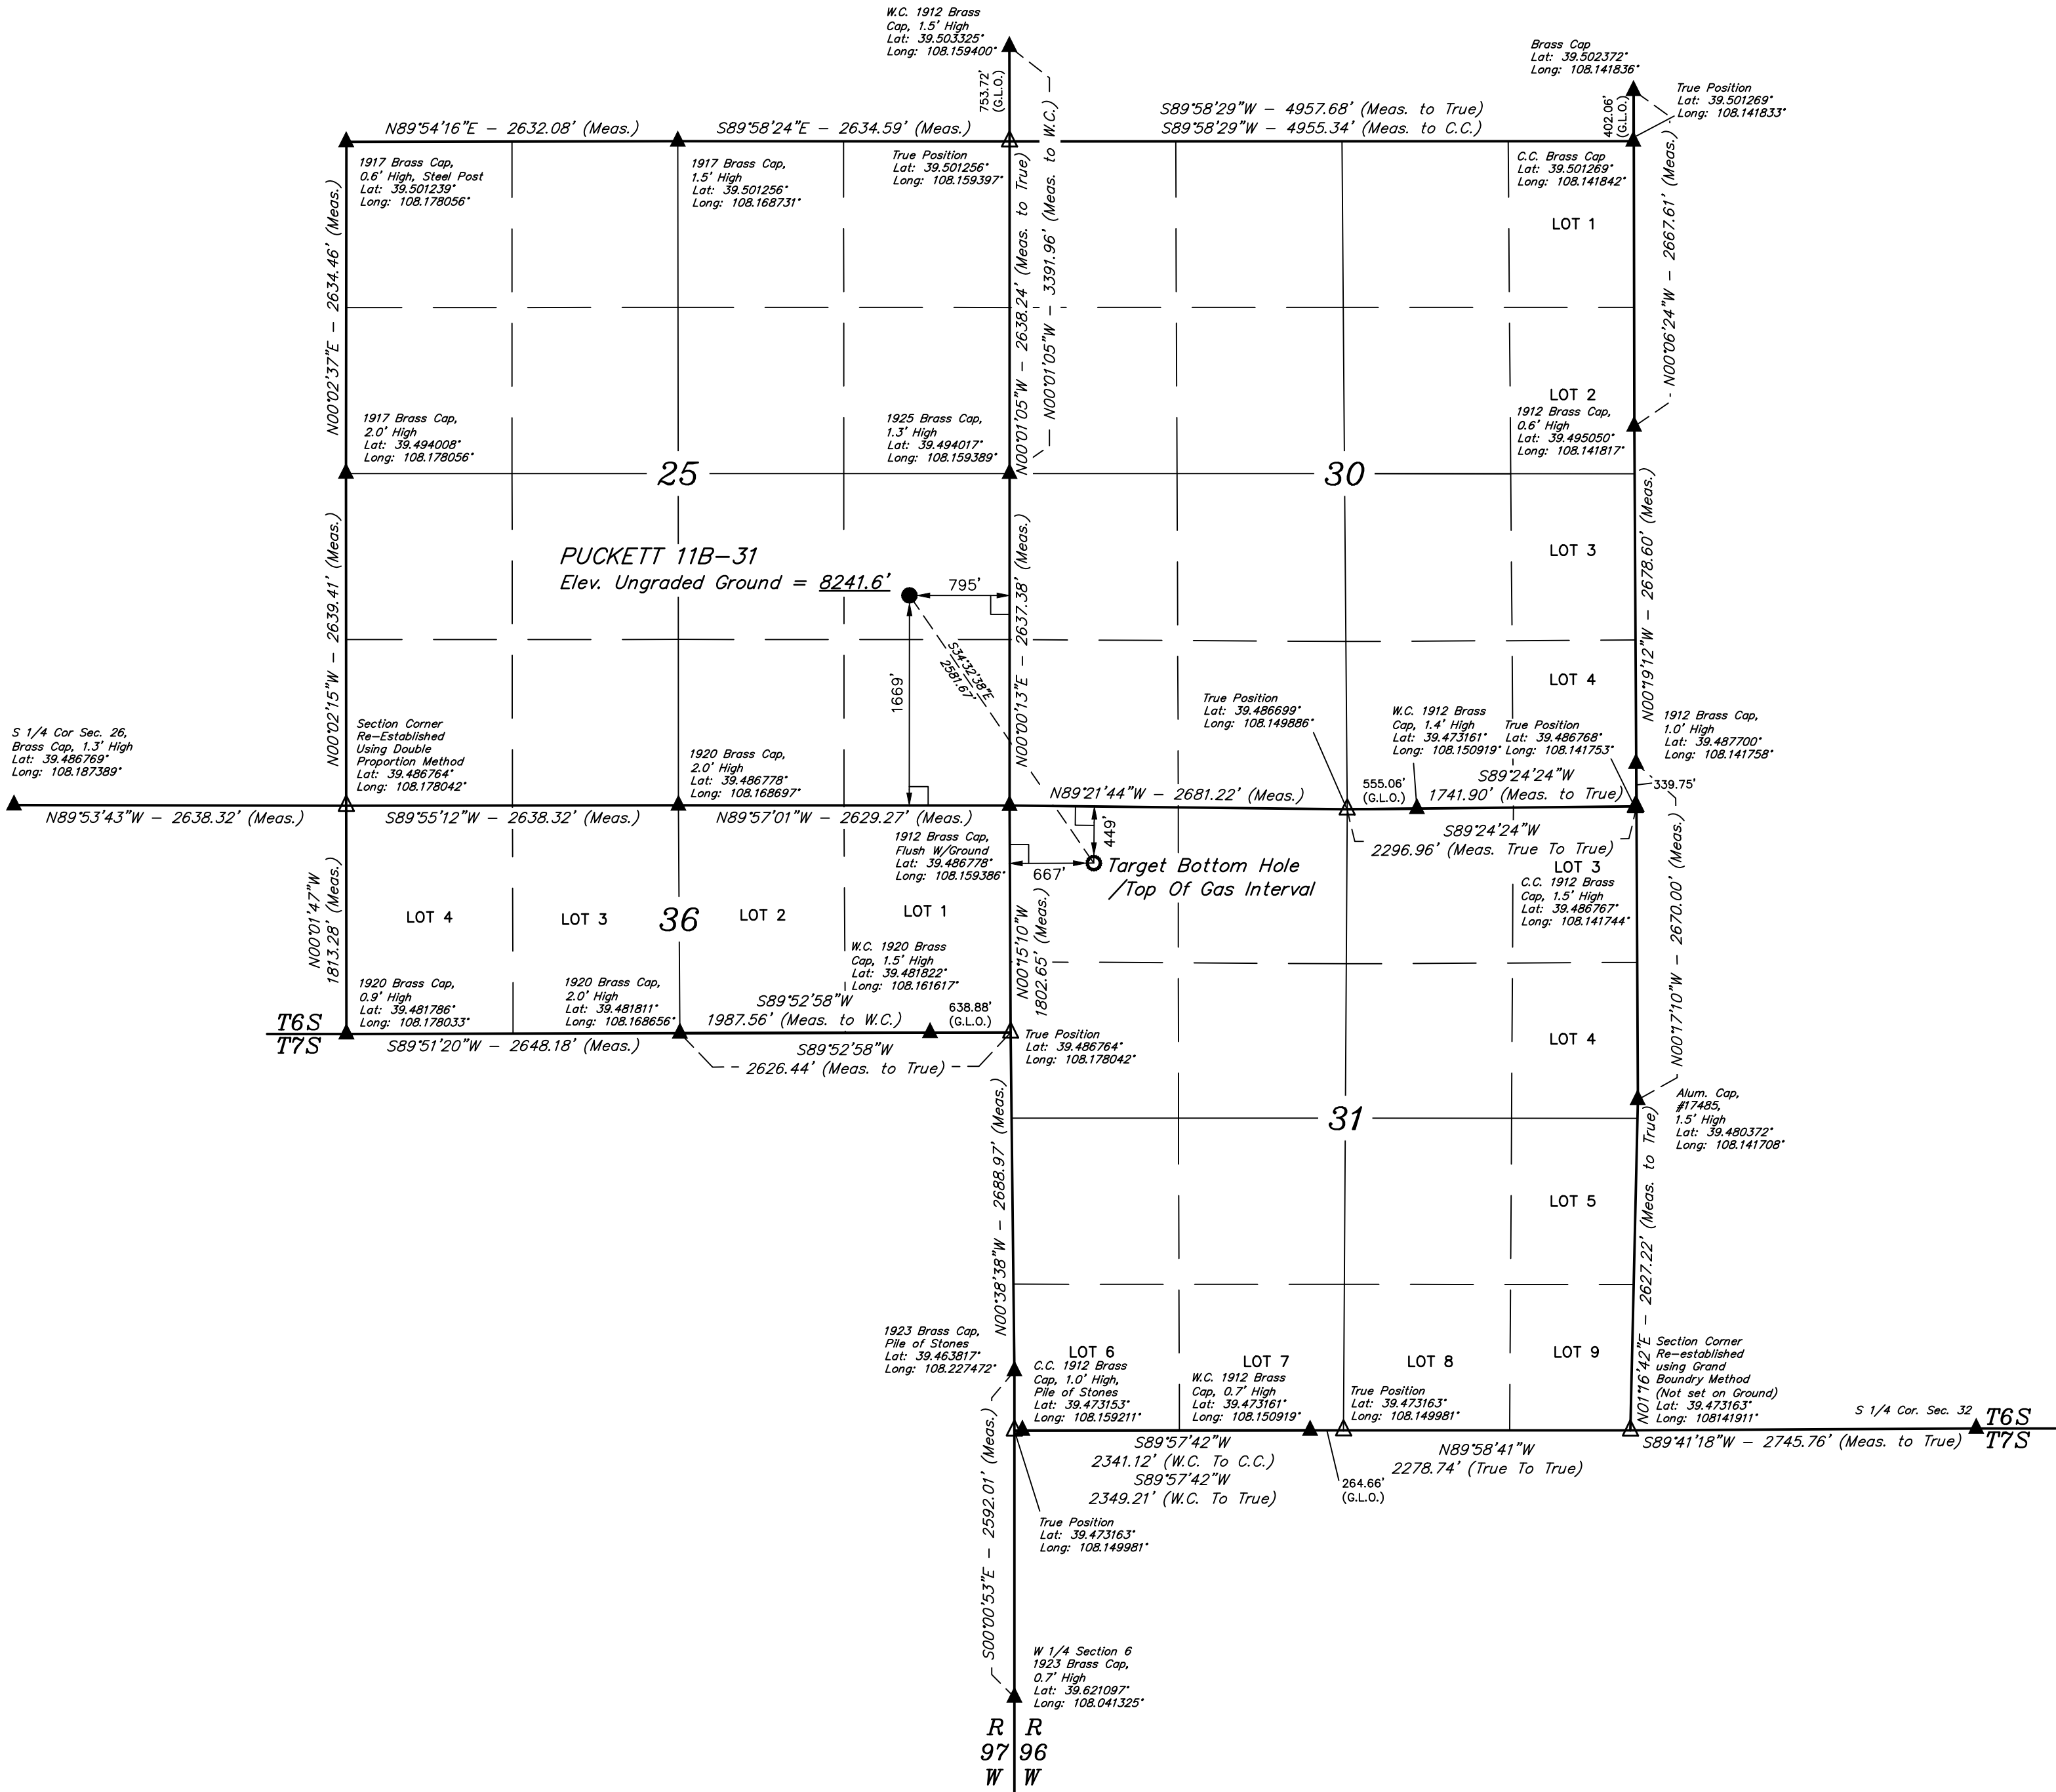 W.C. 1912 Brass
Cap, 1.5' High
Lat: 39.503325°
Long: 108.159400°
753.72'
(G.L.O.)
Brass Cap
Lat: 39.502372°
Long: 108.141836°
True Position
Lat: 39.501269°
Long: 108.141833°
402.06'
(G.L.O.)
N89°54'16"E - 2632.08' (Meas.)
S89°58'24"E - 2634.59' (Meas.)
S89°58'29"W - 4957.68' (Meas. to True)
S89°58'29"W - 4955.34' (Meas. to C.C.)
1917 Brass Cap,
0.6' High, Steel Post
Lat: 39.501239°
Long: 108.178056°
1917 Brass Cap,
1.5' High
Lat: 39.501256°
Long: 108.168731°
True Position
Lat: 39.501256°
Long: 108.159397°
C.C. Brass Cap
Lat: 39.501269°
Long: 108.141842°
LOT 1
N00°02'37"E - 2634.46' (Meas.)
N00°01'05"W - 2638.24' (Meas. to True)
N00°01'05"W - 3391.96' (Meas. to W.C.)
N00°06'24"W - 2667.61' (Meas.)
LOT 2
1912 Brass Cap,
0.6' High
Lat: 39.495050°
Long: 108.141817°
1917 Brass Cap,
2.0' High
Lat: 39.494008°
Long: 108.178056°
1925 Brass Cap,
1.3' High
Lat: 39.494017°
Long: 108.159389°
25
30
LOT 3
PUCKETT 11B-31
Elev. Ungraded Ground = 8241.6'
795'
1669'
S34°32'38"E
2581.67'
N00°02'15"W - 2639.41' (Meas.)
N00°00'13"E - 2637.38' (Meas.)
N00°19'12"W - 2678.60' (Meas.)
LOT 4
True Position
Lat: 39.486699°
Long: 108.149886°
W.C. 1912 Brass
Cap, 1.4' High
Lat: 39.473161°
Long: 108.150919°
True Position
Lat: 39.486768°
Long: 108.141753°
1912 Brass Cap,
1.0' High
Lat: 39.487700°
Long: 108.141758°
S 1/4 Cor Sec. 26,
Brass Cap, 1.3' High
Lat: 39.486769°
Long: 108.187389°
Section Corner
Re-Established
Using Double
Proportion Method
Lat: 39.486764°
Long: 108.178042°
1920 Brass Cap,
2.0' High
Lat: 39.486778°
Long: 108.168697°
N89°53'43"W - 2638.32' (Meas.)
S89°55'12"W - 2638.32' (Meas.)
N89°57'01"W - 2629.27' (Meas.)
N89°21'44"W - 2681.22' (Meas.)
555.06'
(G.L.O.)
S89°24'24"W
1741.90' (Meas. to True)
339.75'
S89°24'24"W
2296.96' (Meas. True To True)
1912 Brass Cap,
Flush W/Ground
Lat: 39.486778°
Long: 108.159386°
449'
667'
Target Bottom Hole
/Top Of Gas Interval
LOT 3
C.C. 1912 Brass
Cap, 1.5' High
Lat: 39.486767°
Long: 108.141744°
N00°01'47"W
1813.28' (Meas.)
LOT 4
LOT 3
36
LOT 2
LOT 1
N00°15'10"W
1802.65' (Meas.)
N00°17'10"W - 2670.00' (Meas.)
W.C. 1920 Brass
Cap, 1.5' High
Lat: 39.481822°
Long: 108.161617°
1920 Brass Cap,
0.9' High
Lat: 39.481786°
Long: 108.178033°
1920 Brass Cap,
2.0' High
Lat: 39.481811°
Long: 108.168656°
S89°52'58"W
1987.56' (Meas. to W.C.)
638.88'
(G.L.O.)
T6S
T7S
S89°51'20"W - 2648.18' (Meas.)
S89°52'58"W
2626.44' (Meas. to True)
True Position
Lat: 39.486764°
Long: 108.178042°
LOT 4
Alum. Cap,
#17485,
1.5' High
Lat: 39.480372°
Long: 108.141708°
31
N00°38'38"W - 2688.97' (Meas.)
LOT 5
N01°16'42"E - 2627.22' (Meas. to True)
1923 Brass Cap,
Pile of Stones
Lat: 39.463817°
Long: 108.227472°
LOT 6
C.C. 1912 Brass
Cap, 1.0' High,
Pile of Stones
Lat: 39.473153°
Long: 108.159211°
LOT 7
W.C. 1912 Brass
Cap, 0.7' High
Lat: 39.473161°
Long: 108.150919°
LOT 8
True Position
Lat: 39.473163°
Long: 108.149981°
LOT 9
Section Corner
Re-established
using Grand
Boundry Method
(Not set on Ground)
Lat: 39.473163°
Long: 108141911°
S 1/4 Cor. Sec. 32
T6S
T7S
S89°57'42"W
2341.12' (W.C. To C.C.)
S89°57'42"W
2349.21' (W.C. To True)
264.66'
(G.L.O.)
N89°58'41"W
2278.74' (True To True)
S89°41'18"W - 2745.76' (Meas. to True)
True Position
Lat: 39.473163°
Long: 108.149981°
S00°00'53"E - 2592.01' (Meas.)
W 1/4 Section 6
1923 Brass Cap,
0.7' High
Lat: 39.621097°
Long: 108.041325°
R R
97 96
W W